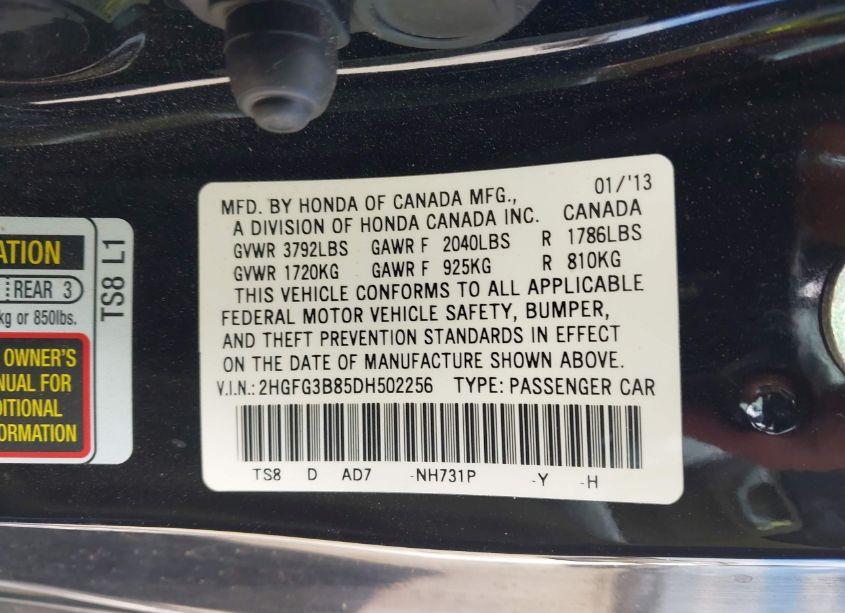 ATION
REAR 3
kg or 850lbs.
OWNER'S
NUAL FOR
DITIONAL
FORMATION
TS8 L1
MFD. BY HONDA OF CANADA MFG., 01/'13
A DIVISION OF HONDA CANADA INC. CANADA
GVWR 3792LBS GAWR F 2040LBS R 1786LBS
GVWR 1720KG GAWR F 925KG R 810KG
THIS VEHICLE CONFORMS TO ALL APPLICABLE
FEDERAL MOTOR VEHICLE SAFETY, BUMPER,
AND THEFT PREVENTION STANDARDS IN EFFECT
ON THE DATE OF MANUFACTURE SHOWN ABOVE.
V.I.N.: 2HGFG3B85DH502256 TYPE: PASSENGER CAR
TS8 D AD7 -NH731P -Y -H